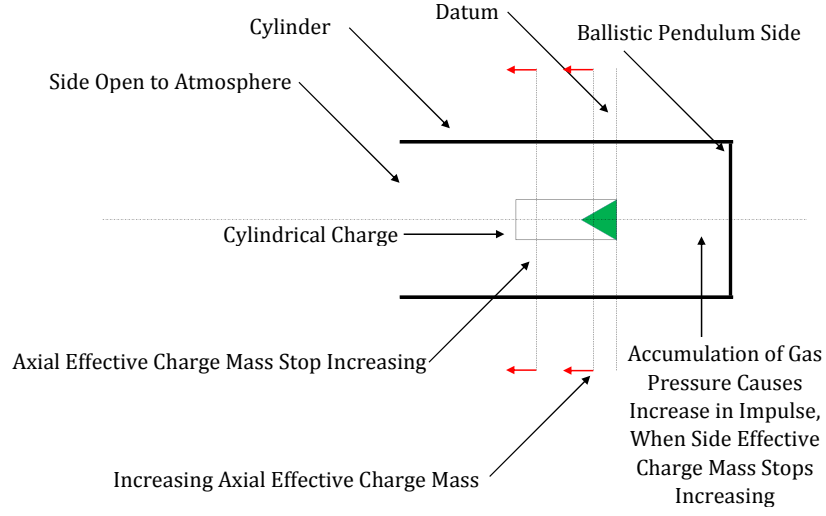 Datum
Cylinder
Ballistic Pendulum Side
Side Open to Atmosphere
Cylindrical Charge
Axial Effective Charge Mass Stop Increasing
Accumulation of Gas
Pressure Causes
Increase in Impulse,
When Side Effective
Charge Mass Stops
Increasing
Increasing Axial Effective Charge Mass